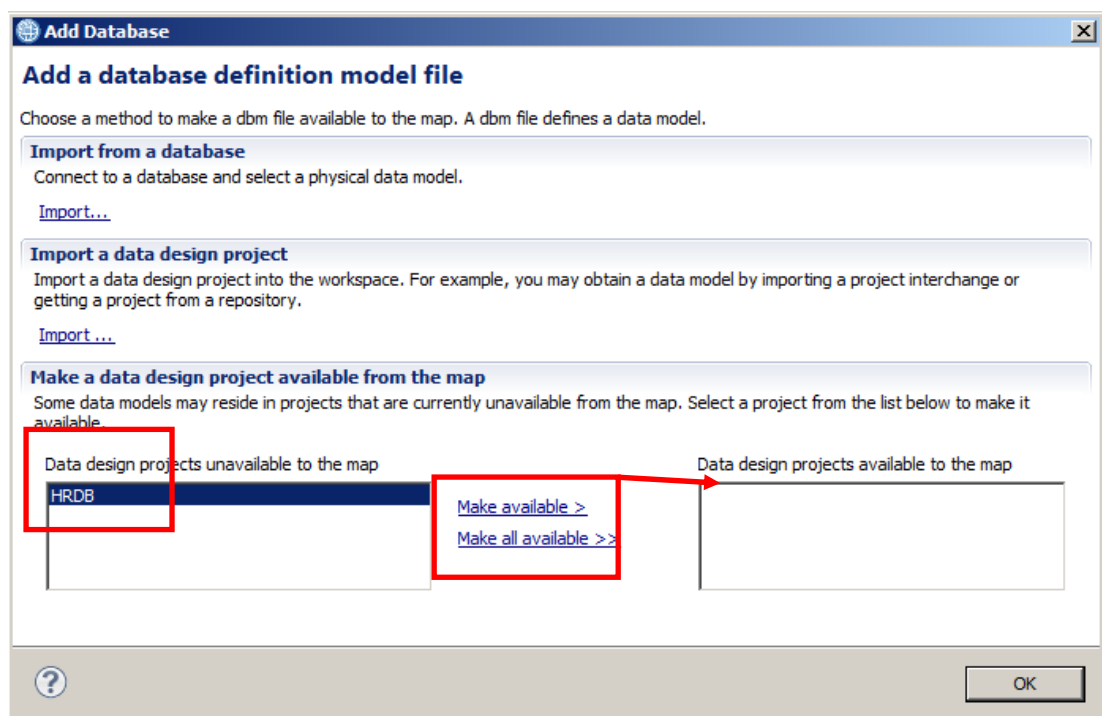 Add Database
Add a database definition model file
Choose a method to make a dbm file available to the map. A dbm file defines a data model.
Import from a database
Connect to a database and select a physical data model.
Import...
Import a data design project
Import a data design project into the workspace. For example, you may obtain a data model by importing a project interchange or
getting a project from a repository.
Import ...
Make a data design project available from the map
Some data models may reside in projects that are currently unavailable from the map. Select a project from the list below to make it
available.
Data design projects unavailable to the map
HRDB
Make available >
Make all available >>
Data design projects available to the map
?
OK